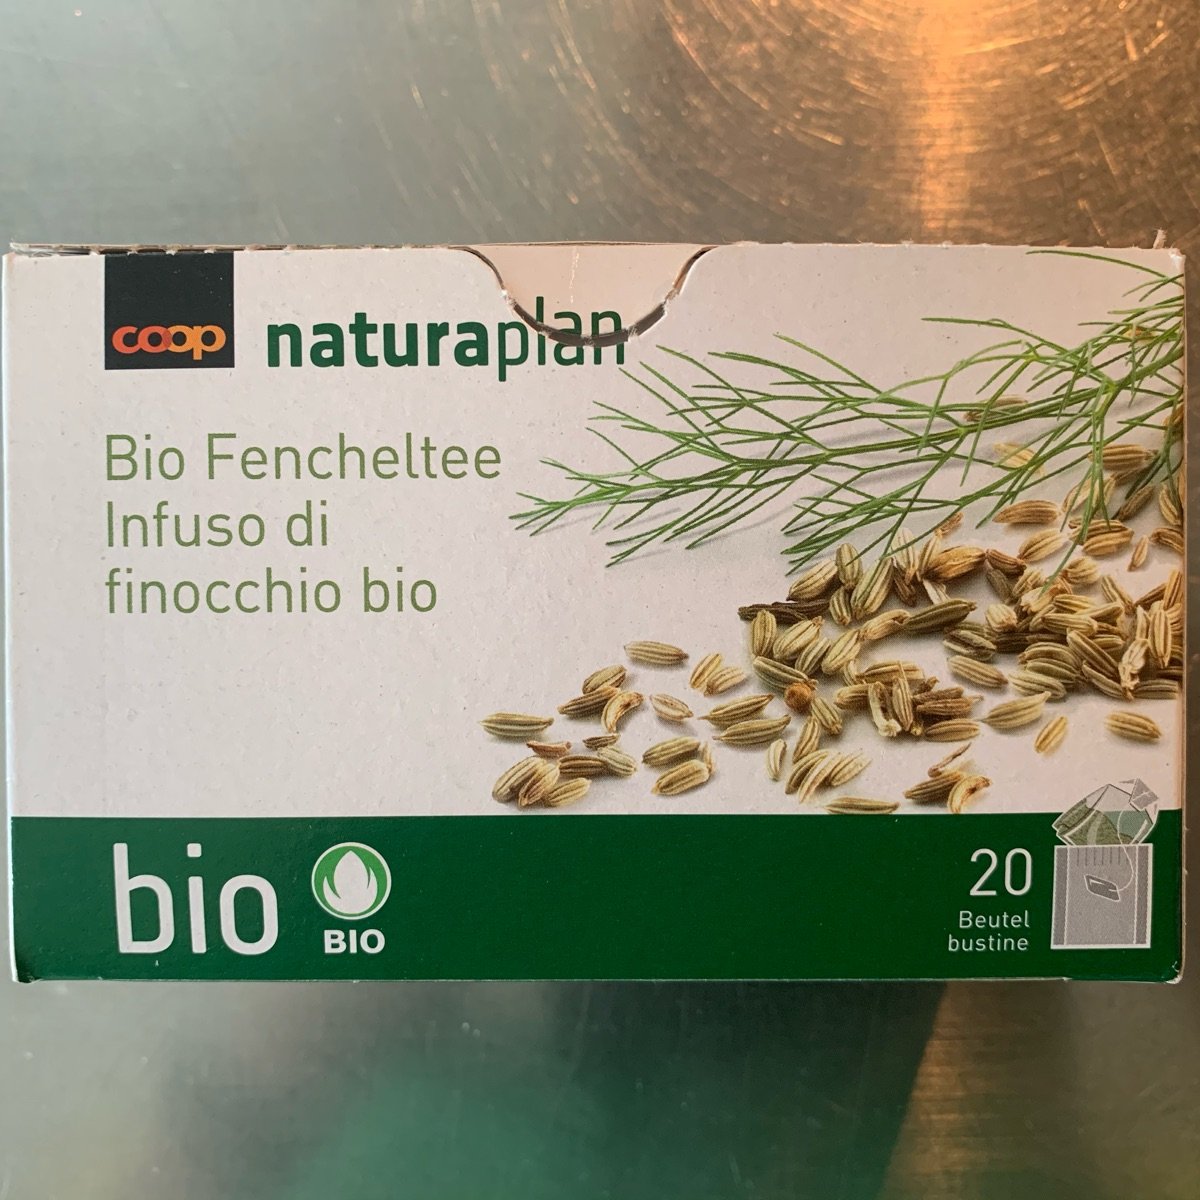 coop
naturaplan
Bio Fencheltee
Infuso di
finocchio bio
bio
BIO
20
Beutel
bustine